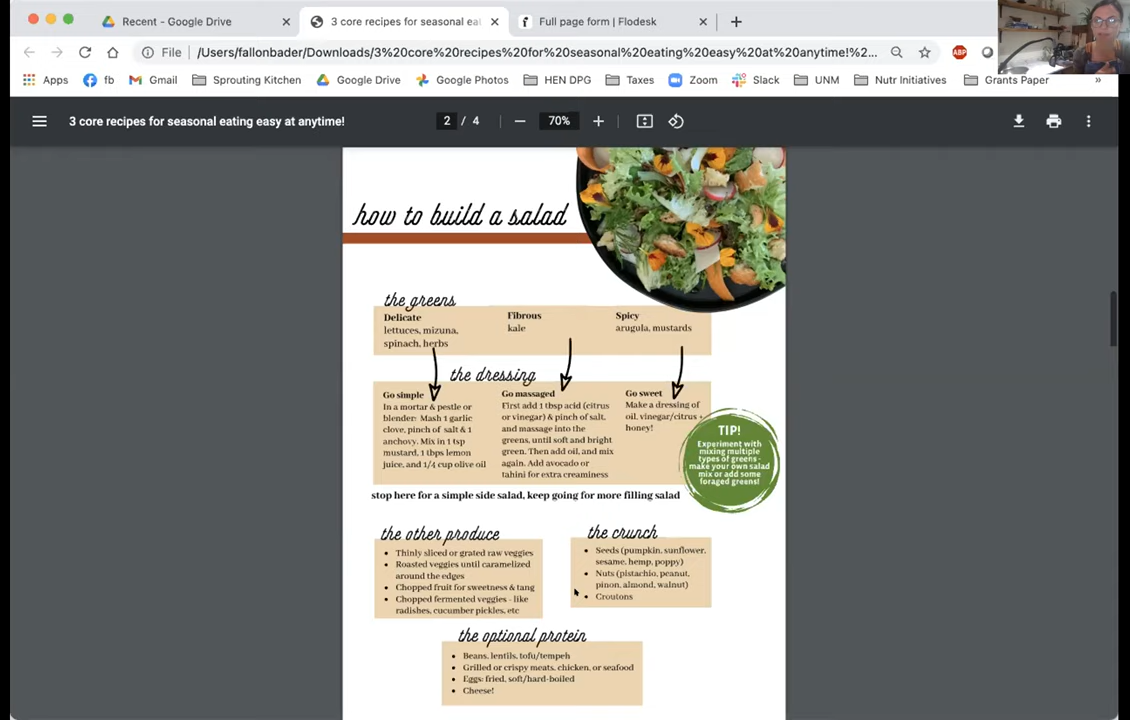 Recent - Google Drive
3 core recipes for seasonal ea
Full page form | Flodesk
File
/Users/fallonbader/Downloads/3%20core%20recipes%20for%20seasonal%20eating%20easy%20at%20anytime!%2...
ABP
Apps
fb
Gmail
Sprouting Kitchen
Google Drive
Google Photos
HEN DPG
Taxes
Zoom
Slack
UNM
Nutr Initiatives
Grants Paper
»
3 core recipes for seasonal eating easy at anytime!
2 / 4
70%
how to build a salad
the greens
Delicate
lettuces, mizuna,
spinach, herbs
Fibrous
kale
Spicy
arugula, mustards
the dressing
Go simple
In a mortar & pestle or
blender: Mash 1 garlic
clove, pinch of salt & 1
anchovy. Mix in 1 tsp
mustard, 1 tbps lemon
juice, and 1/4 cup olive oil
Go massaged
First add 1 tbsp acid (citrus
or vinegar) & pinch of salt,
and massage into the
greens, until soft and bright
green. Then add oil, and mix
again. Add avocado or
tahini for extra creaminess
Go sweet
Make a dressing of
oil, vinegar/citrus +
honey!
TIP!
Experiment with
mixing multiple
types of greens -
make your own salad
mix or add some
foraged greens!
stop here for a simple side salad, keep going for more filling salad
the other produce
Thinly sliced or grated raw veggies
Roasted veggies until caramelized
around the edges
Chopped fruit for sweetness & tang
Chopped fermented veggies - like
radishes, cucumber pickles, etc
the crunch
Seeds (pumpkin, sunflower,
sesame, hemp, poppy)
Nuts (pistachio, peanut,
pinon, almond, walnut)
Croutons
the optional protein
Beans, lentils, tofu/tempeh
Grilled or crispy meats, chicken, or seafood
Eggs: fried, soft/hard-boiled
Cheese!